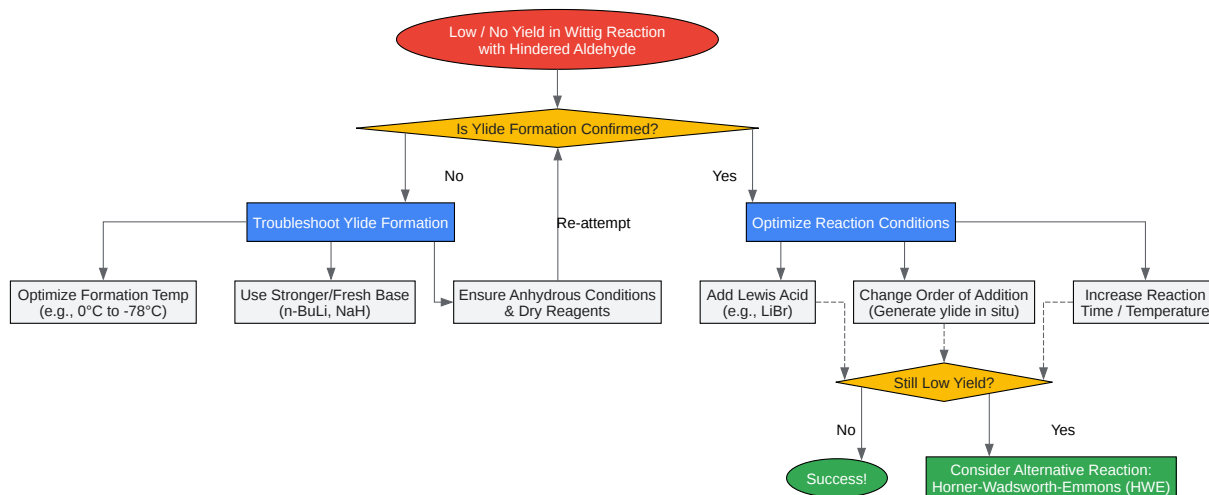 Low / No Yield in Wittig Reaction
with Hindered Aldehyde
Is Ylide Formation Confirmed?
No
Yes
Troubleshoot Ylide Formation
Re-attempt
Optimize Reaction Conditions
Optimize Formation Temp
(e.g., 0°C to -78°C)
Use Stronger/Fresh Base
(n-BuLi, NaH)
Ensure Anhydrous Conditions
& Dry Reagents
Add Lewis Acid
(e.g., LiBr)
Change Order of Addition
(Generate ylide in situ)
Increase Reaction
Time / Temperature
Still Low Yield?
No
Yes
Success!
Consider Alternative Reaction:
Horner-Wadsworth-Emmons (HWE)